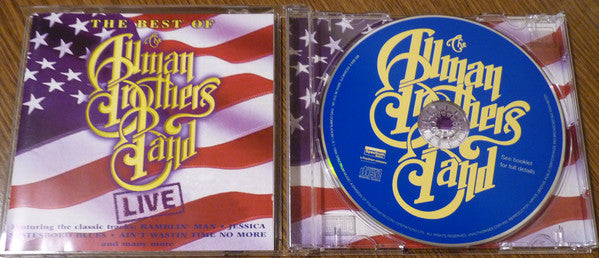 THE BEST OF
The
Allman
Brothers
Band
LIVE
Featuring the classic tracks: RAMBLIN' MAN • JESSICA
STATESBORO BLUES • AIN'T WASTIN TIME NO MORE
and many more
The
Allman
Brothers
Band
See booklet
for full details